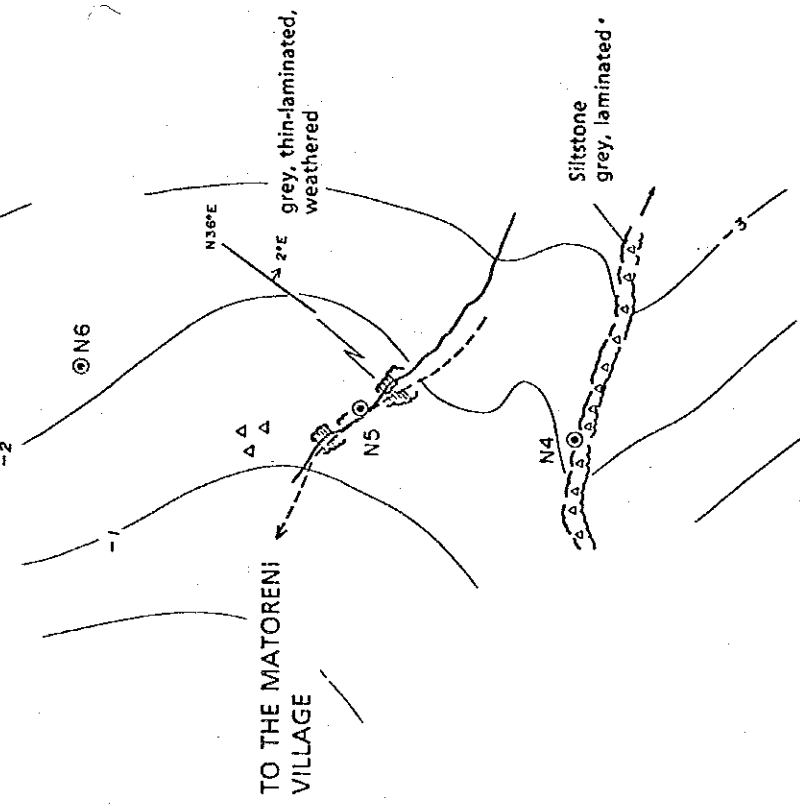 TO THE MATORENI
VILLAGE
-1
-2
N6
N5
N4
N36°E
2°E
grey, thin-laminated,
weathered
Siltstone
grey, laminated
-3